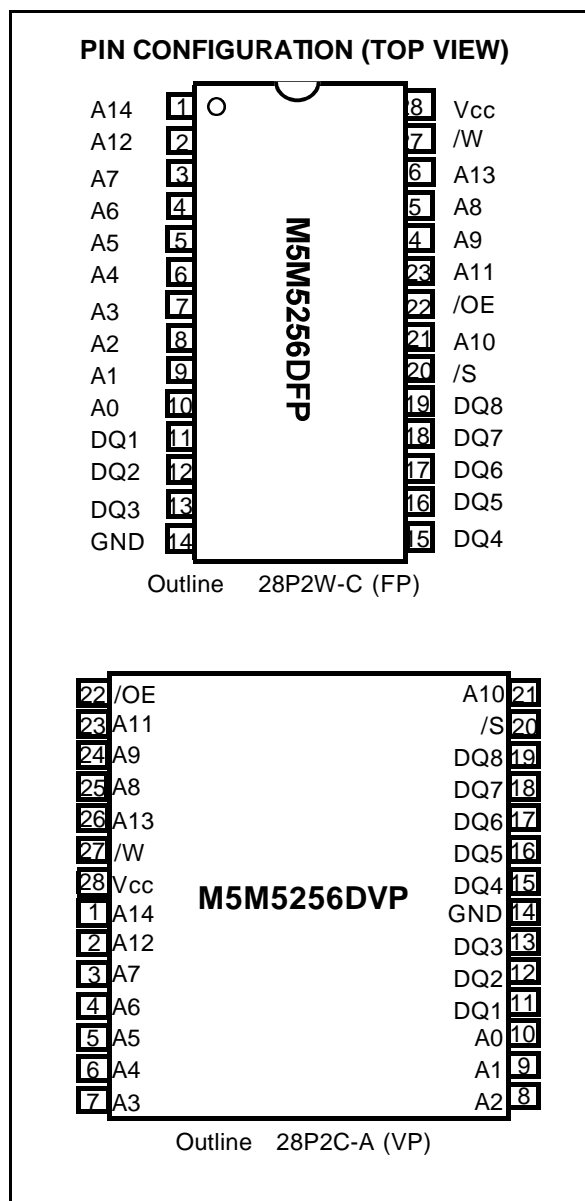 PIN CONFIGURATION (TOP VIEW)
A14 1 8 Vcc
A12 2 7 /W
A7 3 6 A13
A6 4 5 A8
A5 5 4 A9
A4 6 23 A11
A3 7 22 /OE
A2 8 21 A10
A1 9 20 /S
A0 10 19 DQ8
DQ1 11 18 DQ7
DQ2 12 17 DQ6
DQ3 13 16 DQ5
GND 14 15 DQ4
M5M5256DFP
Outline 28P2W-C (FP)
22 /OE A10 21
23 A11 /S 20
24 A9 DQ8 19
25 A8 DQ7 18
26 A13 DQ6 17
27 /W DQ5 16
28 Vcc DQ4 15
1 A14 GND 14
2 A12 DQ3 13
3 A7 DQ2 12
4 A6 DQ1 11
5 A5 A0 10
6 A4 A1 9
7 A3 A2 8
M5M5256DVP
Outline 28P2C-A (VP)